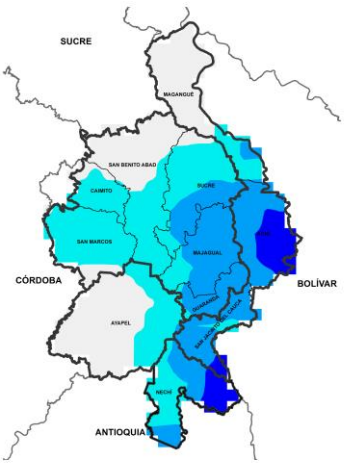 SUCRE
MAGANGUÉ
SAN BENITO ABAD
CAIMITO
SUCRE
SAN MARCOS
MAJAGUAL
CÓRDOBA
BOLÍVAR
GUARANDA
AYAPEL
SAN JACINTO DEL CAUCA
NECHÍ
ANTIOQUIA